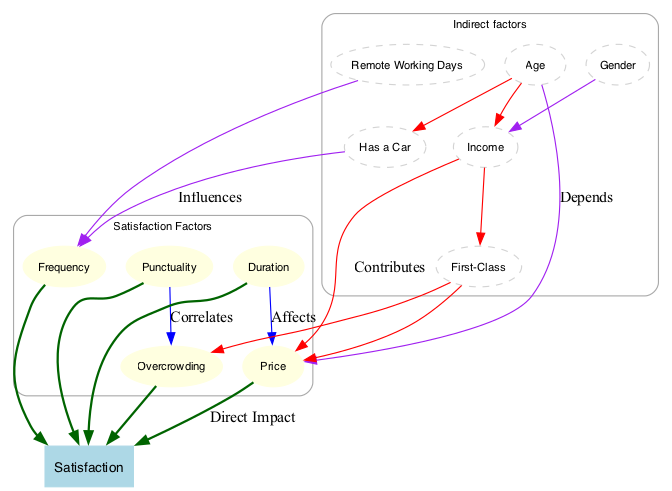 Indirect factors
Remote Working Days
Age
Gender
Has a Car
Income
Influences
Depends
Satisfaction Factors
Frequency
Punctuality
Duration
Contributes
First-Class
Correlates
Affects
Overcrowding
Price
Direct Impact
Satisfaction